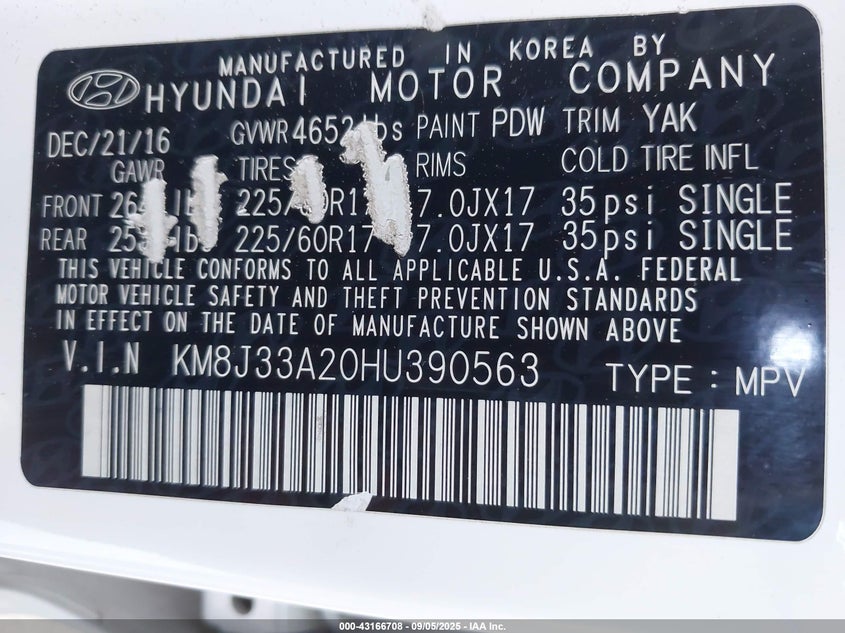 MANUFACTURED IN KOREA BY
HYUNDAI MOTOR COMPANY
DEC/21/16 PAINT PDW TRIM YAK
GAWR TIRES RIMS COLD TIRE INFL
FRONT 7.0JX17 35psi SINGLE
REAR 225/60R17 7.0JX17 35psi SINGLE
THIS VEHICLE CONFORMS TO ALL APPLICABLE U.S.A. FEDERAL
MOTOR VEHICLE SAFETY AND THEFT PREVENTION STANDARDS
IN EFFECT ON THE DATE OF MANUFACTURE SHOWN ABOVE
V.I.N KM8J33A20HU390563 TYPE : MPV
000-43166708 - 09/05/2025 - IAA Inc.